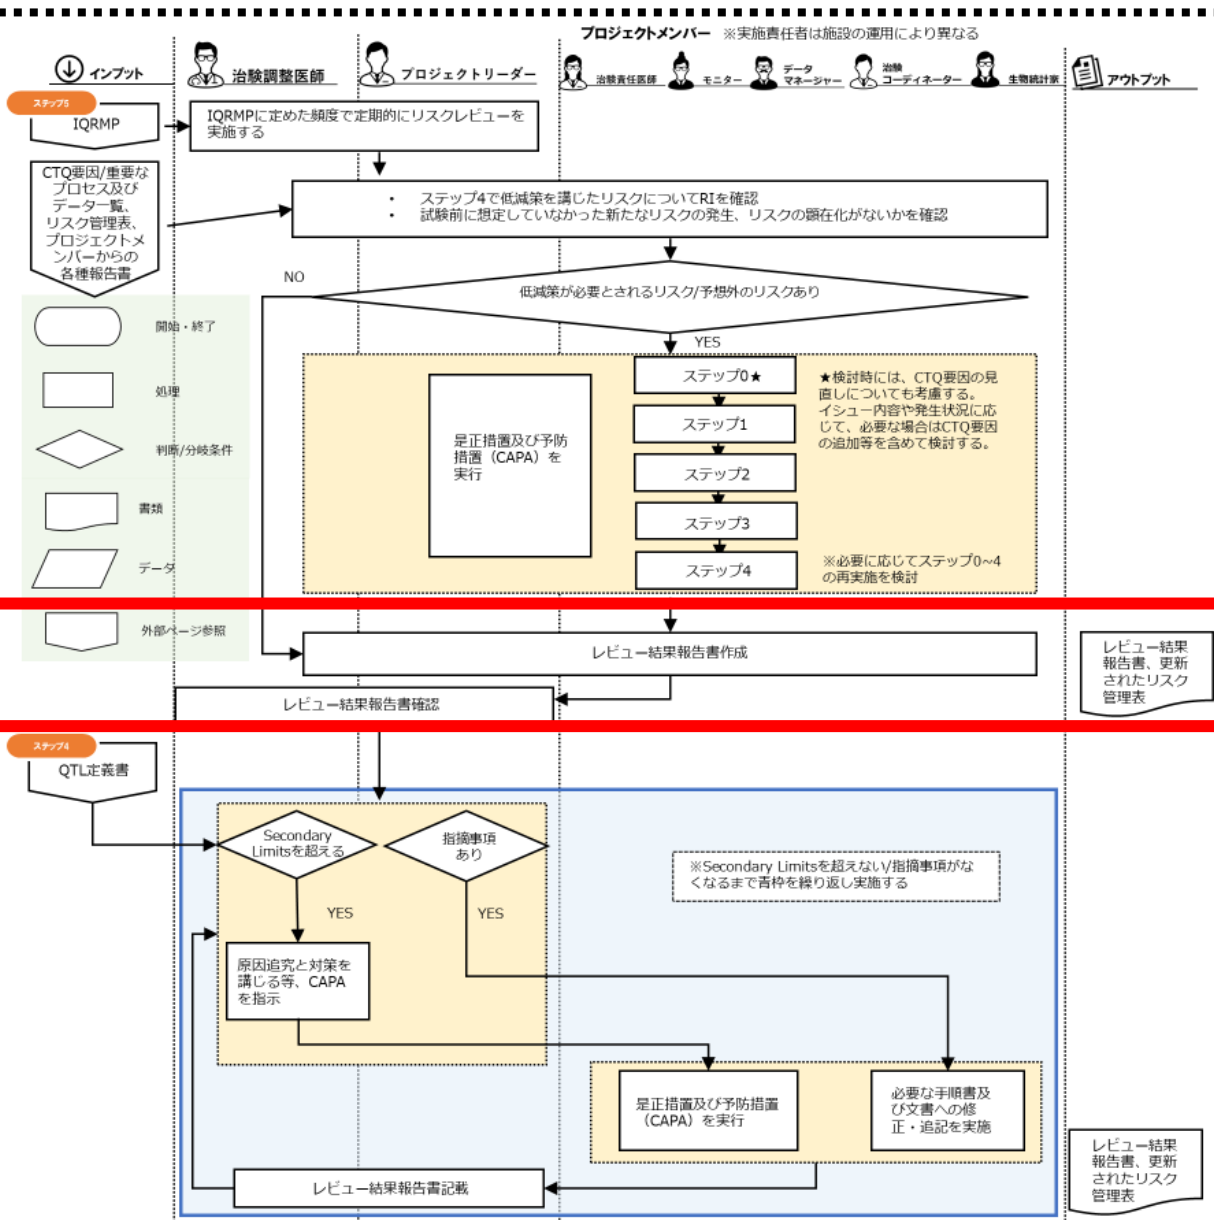 プロジェクトメンバー ※実施責任者は施設の運用により異なる
インプット
治験調整医師
プロジェクトリーダー
治験責任医師
モニター
データ
マネージャー
治験
コーディネーター
生物統計家
アウトプット
ステップ5
IQRMP
IQRMPに定めた頻度で定期的にリスクレビューを
実施する
CTQ要因/重要な
プロセス及び
データ一覧、
リスク管理表、
プロジェクトメ
ンバーからの
各種報告書
・ ステップ4で低減策を講じたリスクについてRIを確認
・ 試験前に想定していなかった新たなリスクの発生、リスクの顕在化がないかを確認
NO
低減策が必要とされるリスク/予想外のリスクあり
YES
開始・終了
処理
判断/分岐条件
書類
データ
外部ページ参照
是正措置及び予防
措置（CAPA）を
実行
ステップ0★
ステップ1
ステップ2
ステップ3
ステップ4
★検討時には、CTQ要因の見
直しについても考慮する。
イシュー内容や発生状況に応
じて、必要な場合はCTQ要因
の追加等を含めて検討する。
※必要に応じてステップ0~4
の再実施を検討
レビュー結果報告書作成
レビュー結果
報告書、更新
されたリスク
管理表
レビュー結果報告書確認
ステップ4
QTL定義書
Secondary
Limitsを超える
指摘事項
あり
※Secondary Limitsを超えない/指摘事項がな
くなるまで青枠を繰り返し実施する
YES
YES
原因追究と対策を
講じる等、CAPA
を指示
是正措置及び予防措置
（CAPA）を実行
必要な手順書及
び文書への修
正・追記を実施
レビュー結果報告書記載
レビュー結果
報告書、更新
されたリスク
管理表